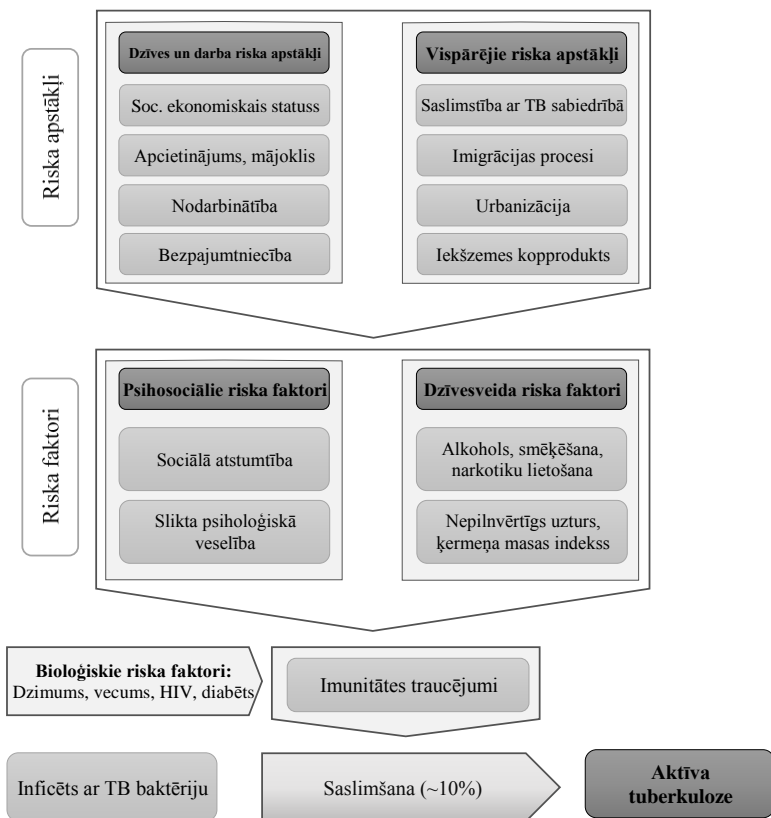 Riska apstākļi
Dzīves un darba riska apstākļi
Soc. ekonomiskais statuss
Apcietinājums, mājoklis
Nodarbinātība
Bezpajumtniecība
Vispārējie riska apstākļi
Saslimstība ar TB sabiedrībā
Imigrācijas procesi
Urbanizācija
Iekšzemes kopprodukts
Riska faktori
Psihosociālie riska faktori
Sociālā atstumtība
Slikta psiholoģiskā
veselība
Dzīvesveida riska faktori
Alkohols, smēķēšana,
narkotiku lietošana
Nepilnvērtīgs uzturs,
ķermeņa masas indekss
Bioloģiskie riska faktori:
Dzimums, vecums, HIV, diabēts
Imunitātes traucējumi
Inficēts ar TB baktēriju
Saslimšana (~10%)
Aktīva
tuberkuloze